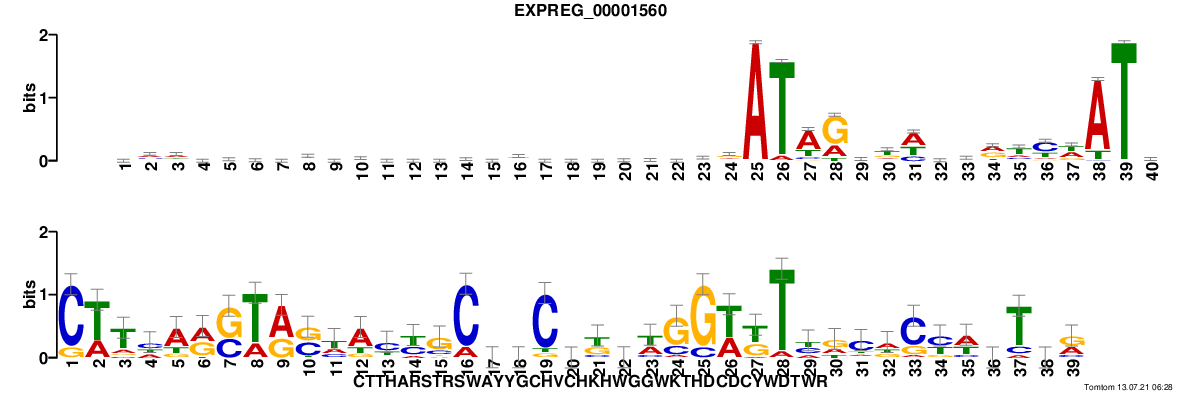 EXPREG_00001560
bits
2
1
0
1 2 3 4 5 6 7 8 9 10 11 12 13 14 15 16 17 18 19 20 21 22 23 24 25 26 27 28 29 30 31 32 33 34 35 36 37 38 39 40
bits
2
1
0
1 2 3 4 5 6 7 8 9 10 11 12 13 14 15 16 17 18 19 20 21 22 23 24 25 26 27 28 29 30 31 32 33 34 35 36 37 38 39
CTTHARSTRSWAYYGCHVCHKHWGGWKTHDCDCYWDTWR
Tomtom 13.07.21 06:28